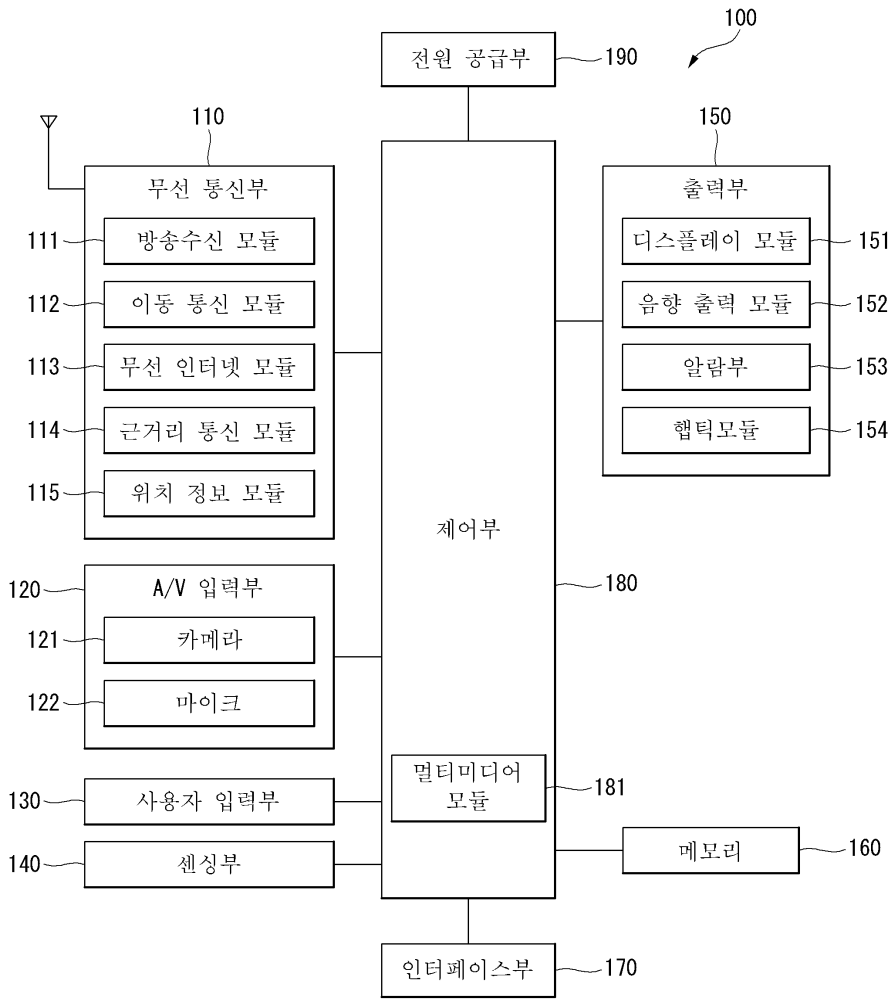 100
전원 공급부
190
110
무선 통신부
111
방송수신 모듈
112
이동 통신 모듈
113
무선 인터넷 모듈
114
근거리 통신 모듈
115
위치 정보 모듈
150
출력부
디스플레이 모듈
151
음향 출력 모듈
152
알람부
153
햅틱모듈
154
제어부
180
120
A/V 입력부
121
카메라
122
마이크
멀티미디어
모듈
181
130
사용자 입력부
140
센싱부
메모리
160
인터페이스부
170